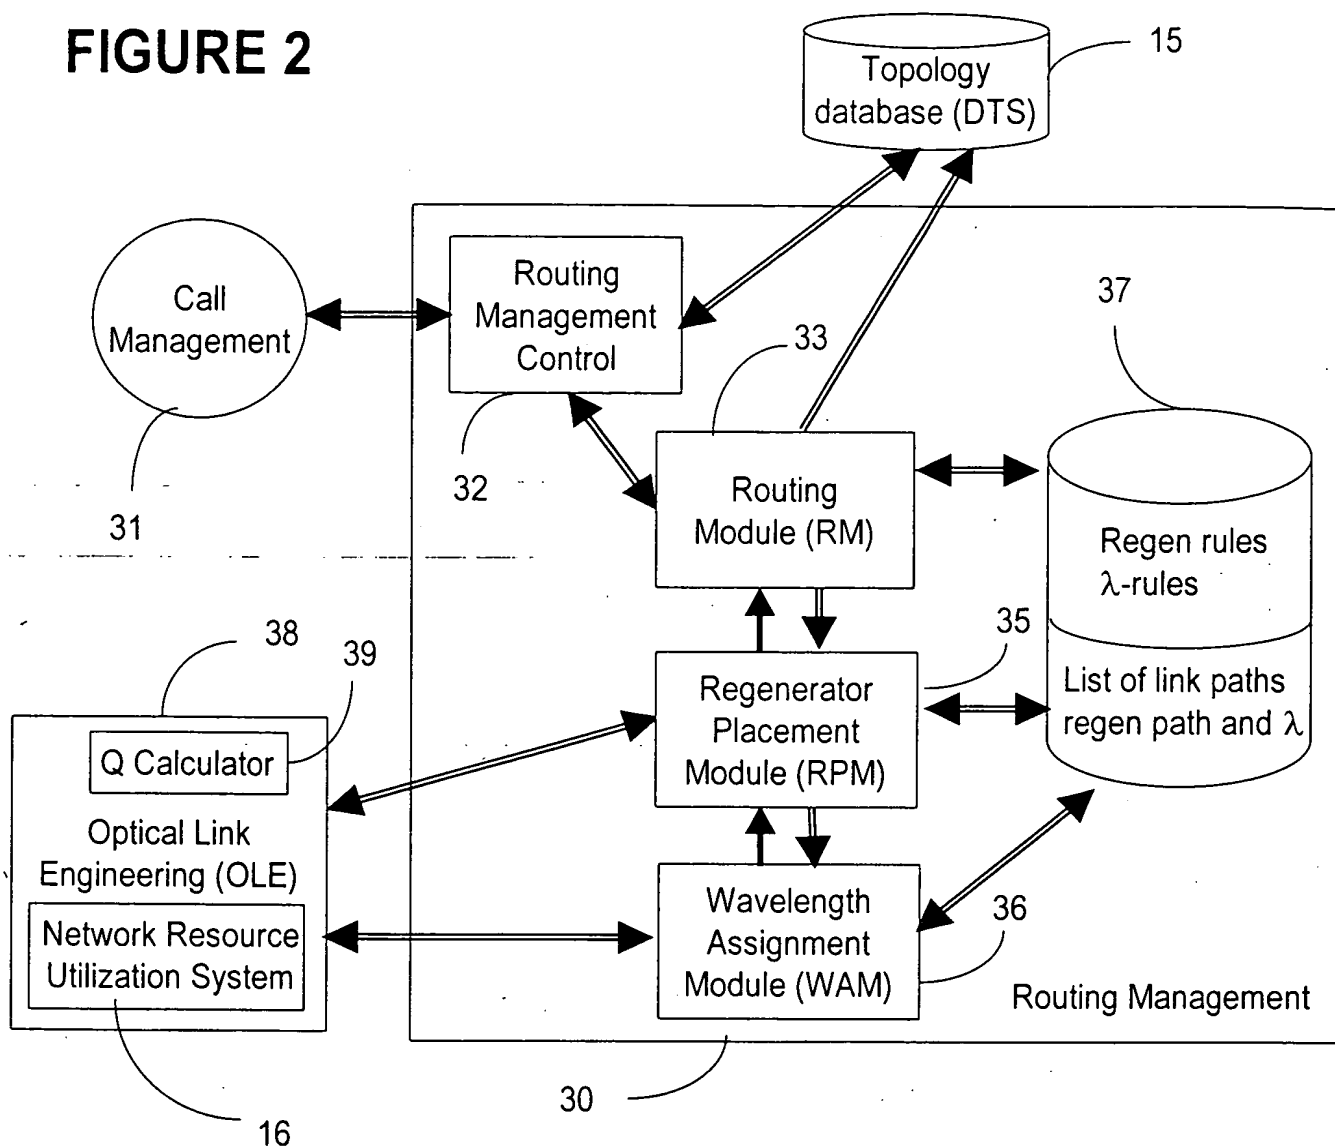 FIGURE 2
15
Topology
database (DTS)
Call
Management
31
Routing
Management
Control
32
33
37
Routing
Module (RM)
Regen rules
λ-rules
List of link paths
regen path and λ
35
Regenerator
Placement
Module (RPM)
38
39
Q Calculator
Optical Link
Engineering (OLE)
Network Resource
Utilization System
16
Wavelength
Assignment
Module (WAM)
36
Routing Management
30